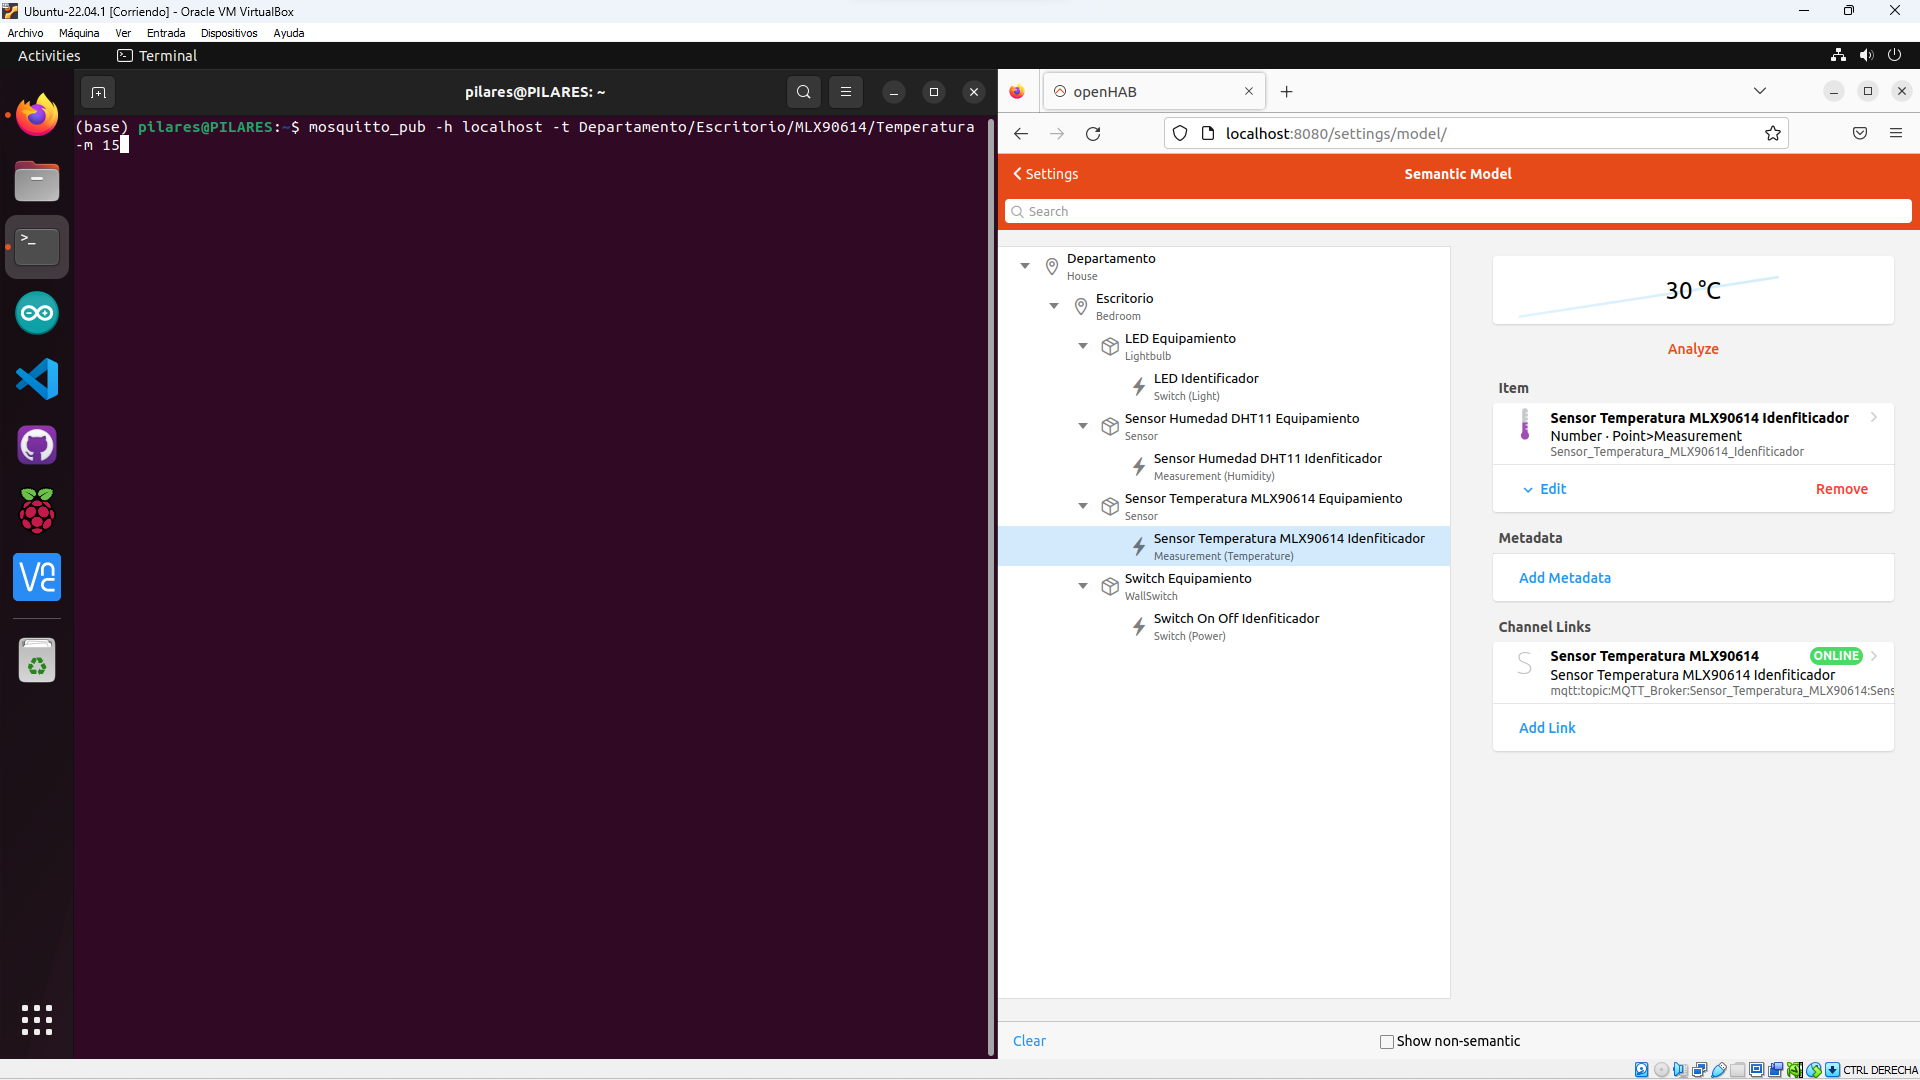 Ubuntu-22.04.1 [Corriendo] - Oracle VM VirtualBox
Archivo Máquina Ver Entrada Dispositivos Ayuda
Activities Terminal
pilares@PILARES: ~
(base) pilares@PILARES:~$ mosquitto_pub -h localhost -t Departamento/Escritorio/MLX90614/Temperatura
-m 15
openHAB
localhost:8080/settings/model/
Settings
Semantic Model
Search
Departamento
House
Escritorio
Bedroom
LED Equipamiento
Lightbulb
LED Identificador
Switch (Light)
Sensor Humedad DHT11 Equipamiento
Sensor
Sensor Humedad DHT11 Idenfiticador
Measurement (Humidity)
Sensor Temperatura MLX90614 Equipamiento
Sensor
Sensor Temperatura MLX90614 Idenfiticador
Measurement (Temperature)
Switch Equipamiento
WallSwitch
Switch On Off Idenfiticador
Switch (Power)
30 °C
Analyze
Item
Sensor Temperatura MLX90614 Idenfiticador
Number · Point>Measurement
Sensor_Temperatura_MLX90614_Idenfiticador
Edit
Remove
Metadata
Add Metadata
Channel Links
S
Sensor Temperatura MLX90614
ONLINE
Sensor Temperatura MLX90614 Idenfiticador
mqtt:topic:MQTT_Broker:Sensor_Temperatura_MLX90614:Sens
Add Link
Clear
Show non-semantic
CTRL DERECHA